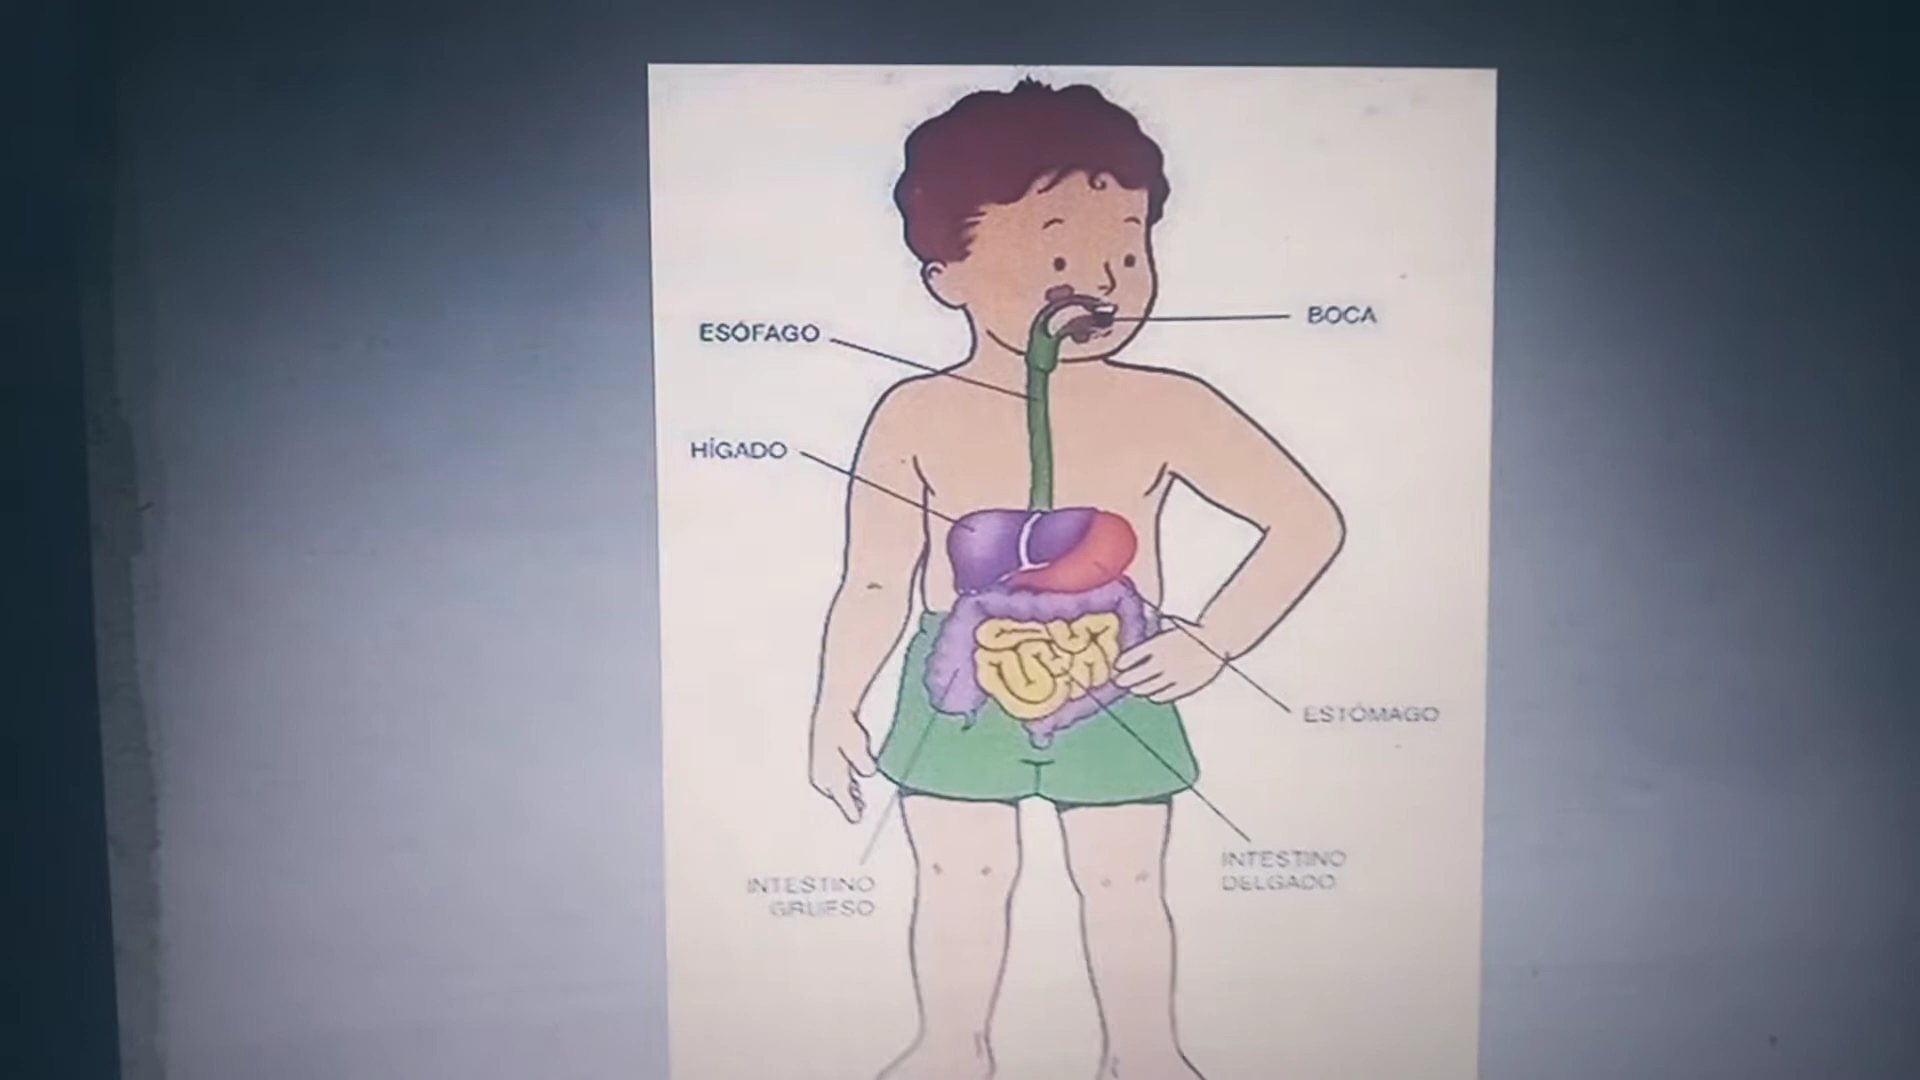 BOCA
ESÓFAGO
HÍGADO
ESTÓMAGO
INTESTINO
DELGADO
INTESTINO
GRUESO